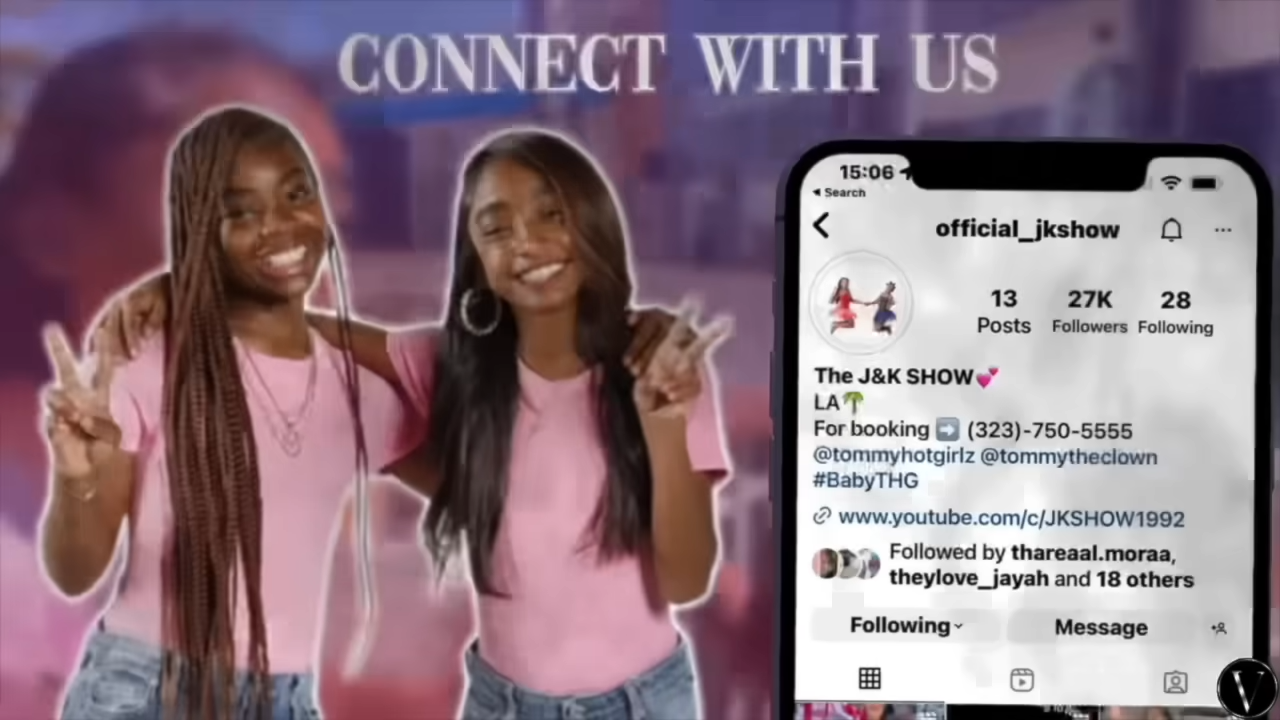 CONNECT WITH US
15:06
Search
official_jkshow
13 27K 28
Posts Followers Following
The J&K SHOW💕
LA🌴
For booking ➡️ (323)-750-5555
@tommyhotgirlz @tommytheclown
#BabyTHG
www.youtube.com/c/JKSHOW1992
Followed by thareaal.moraa,
theylove_jayah and 18 others
Following Message
V